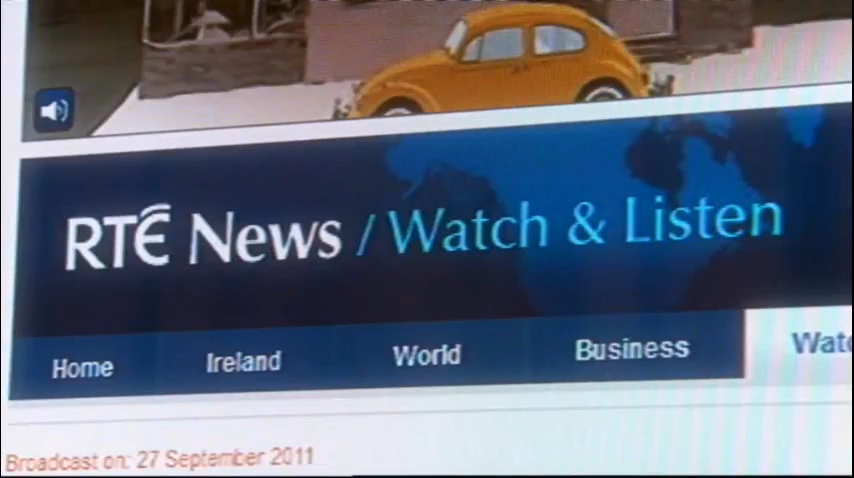 RTÉ News / Watch & Listen
Home Ireland World Business
Broadcast on: 27 September 2011